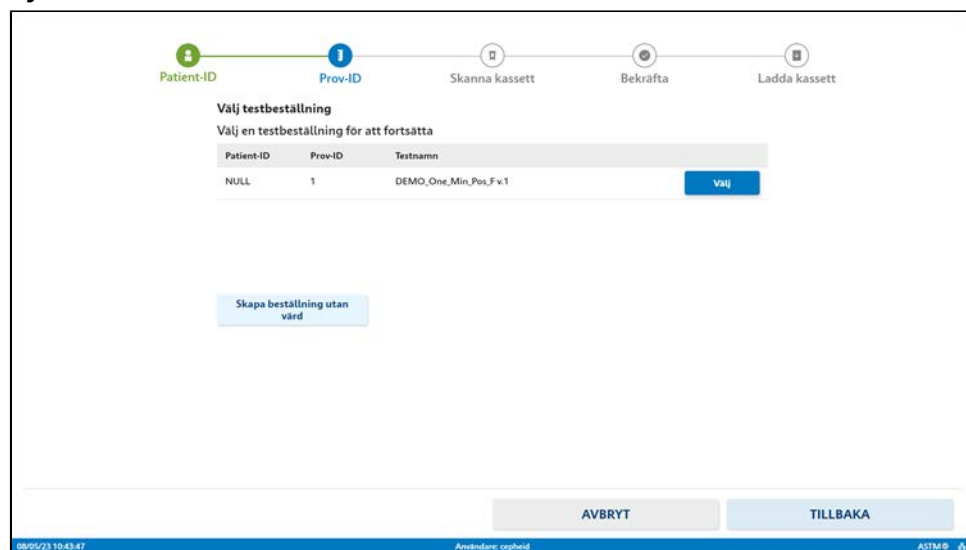 Patient-ID
Prov-ID
Skanna kassett
Bekräfta
Ladda kassett
Välj testbeställning
Välj en testbeställning för att fortsätta
Patient-ID Prov-ID Testnamn
NULL 1 DEMO_One_Min_Pos_F v.1 Välj
Skapa beställning utan
värd
AVBRYT TILLBAKA
08/05/23 10:43:47 Användare: cepheid ASTM